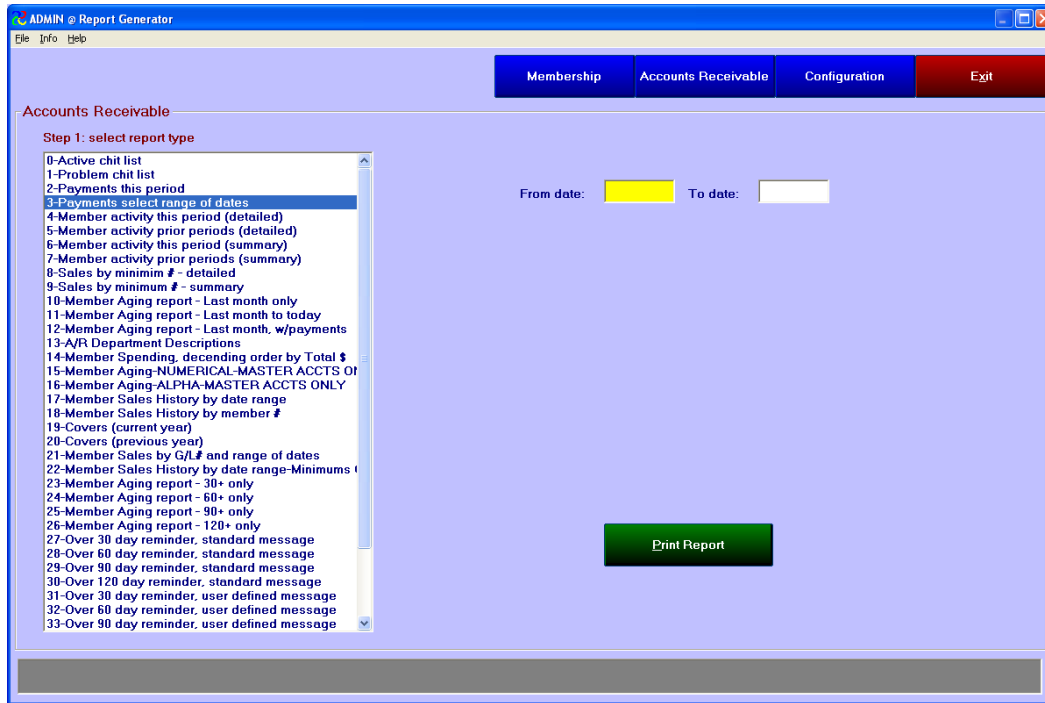 ADMIN @ Report Generator
File Info Help
Membership Accounts Receivable Configuration Exit
Accounts Receivable
Step 1: select report type
0-Active chit list
1-Problem chit list
2-Payments this period
3-Payments select range of dates
From date: To date:
4-Member activity this period (detailed)
5-Member activity prior periods (detailed)
6-Member activity this period (summary)
7-Member activity prior periods (summary)
8-Sales by minimim # - detailed
9-Sales by minimum # - summary
10-Member Aging report - Last month only
11-Member Aging report - Last month to today
12-Member Aging report - Last month, w/payments
13-A/R Department Descriptions
14-Member Spending, decending order by Total $
15-Member Aging-NUMERICAL-MASTER ACCTS
16-Member Aging-ALPHA-MASTER ACCTS ONLY
17-Member Sales History by date range
18-Member Sales History by member #
19-Covers (current year)
20-Covers (previous year)
21-Member Sales by G/L# and range of dates
22-Member Sales History by date range-Minimums
23-Member Aging report - 30+ only
24-Member Aging report - 60+ only
25-Member Aging report - 90+ only
26-Member Aging report - 120+ only
27-Over 30 day reminder, standard message
Print Report
28-Over 60 day reminder, standard message
29-Over 90 day reminder, standard message
30-Over 120 day reminder, standard message
31-Over 30 day reminder, user defined message
32-Over 60 day reminder, user defined message
33-Over 90 day reminder, user defined message